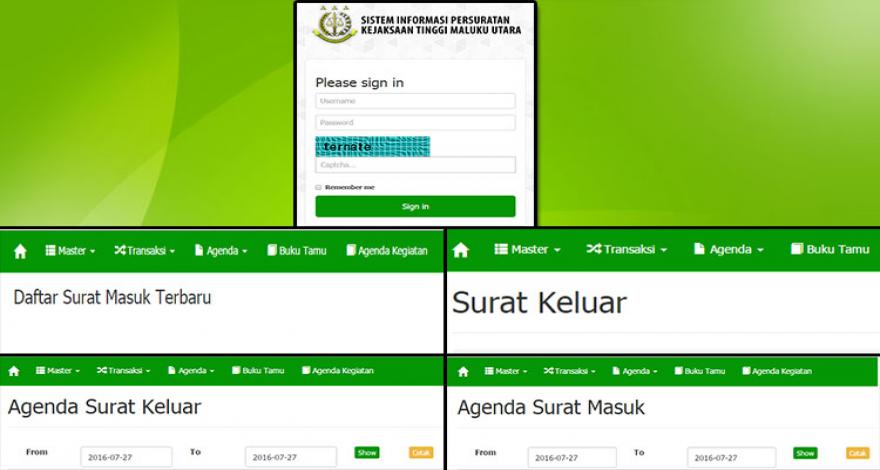 SISTEM INFORMASI PERSURATAN
KEJAKSAAN TINGGI MALUKU UTARA
Please sign in
Username
Password
ternate
Captcha...
Remember me
Sign in
Master Transaksi Agenda Buku Tamu Agenda Kegiatan
Daftar Surat Masuk Terbaru
Master Transaksi Agenda Buku Tamu
Surat Keluar
Master Transaksi Agenda Buku Tamu Agenda Kegiatan
Agenda Surat Keluar
From 2016-07-27 To 2016-07-27 Show Cetak
Master Transaksi Agenda Buku Tamu Agenda Kegiatan
Agenda Surat Masuk
From 2016-07-27 To 2016-07-27 Show Cetak